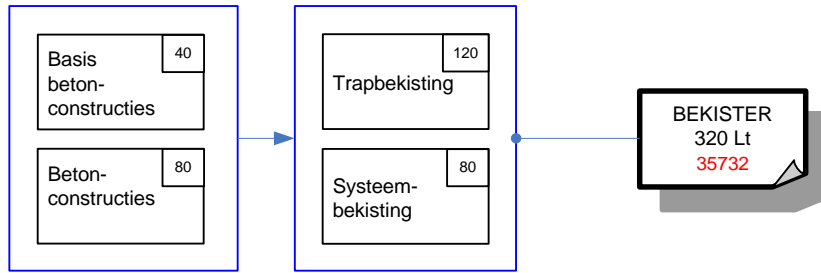 40
Basis
beton-
constructies
80
Beton-
constructies
120
Trapbekisting
80
Systeem-
bekisting
BEKISTER
320 Lt
35732